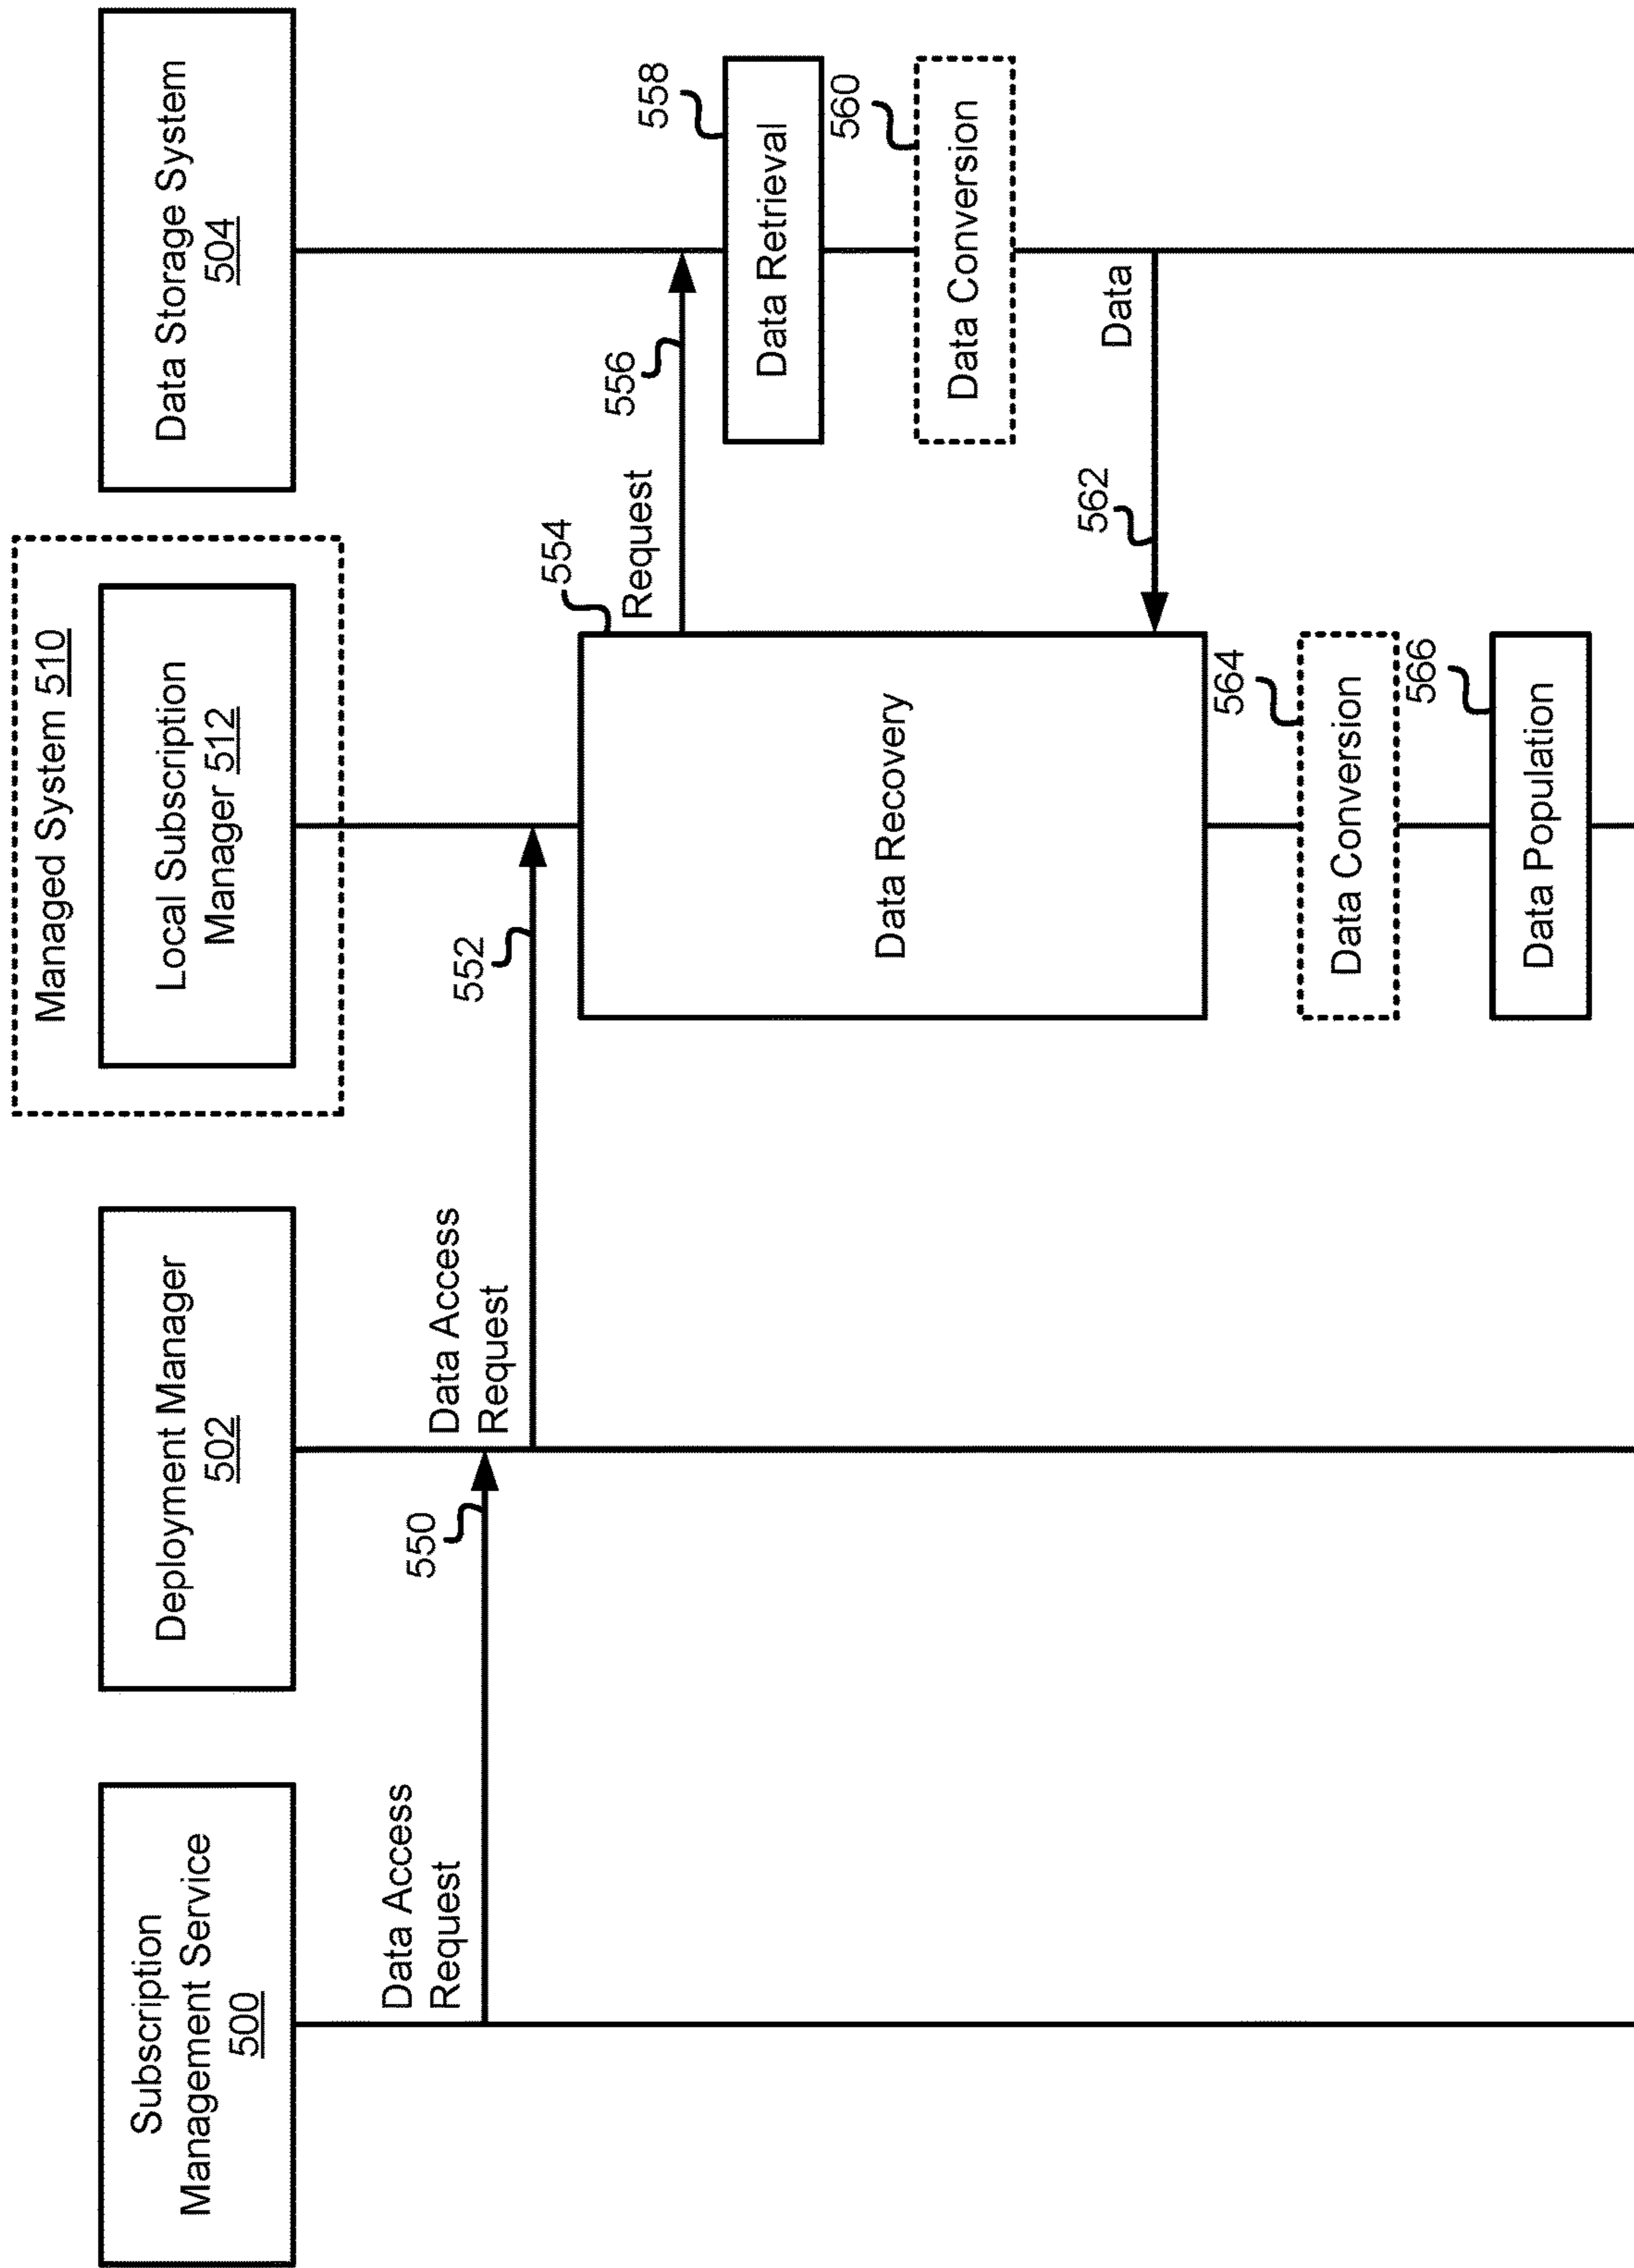 Subscription
Management Service
500
Deployment Manager
502
Managed System 510
Local Subscription
Manager 512
Data Storage System
504
Data Access
Request
550
Data Access
Request
552
554
Request
556
558
Data Retrieval
560
Data Conversion
Data Recovery
Data
562
564
Data Conversion
566
Data Population